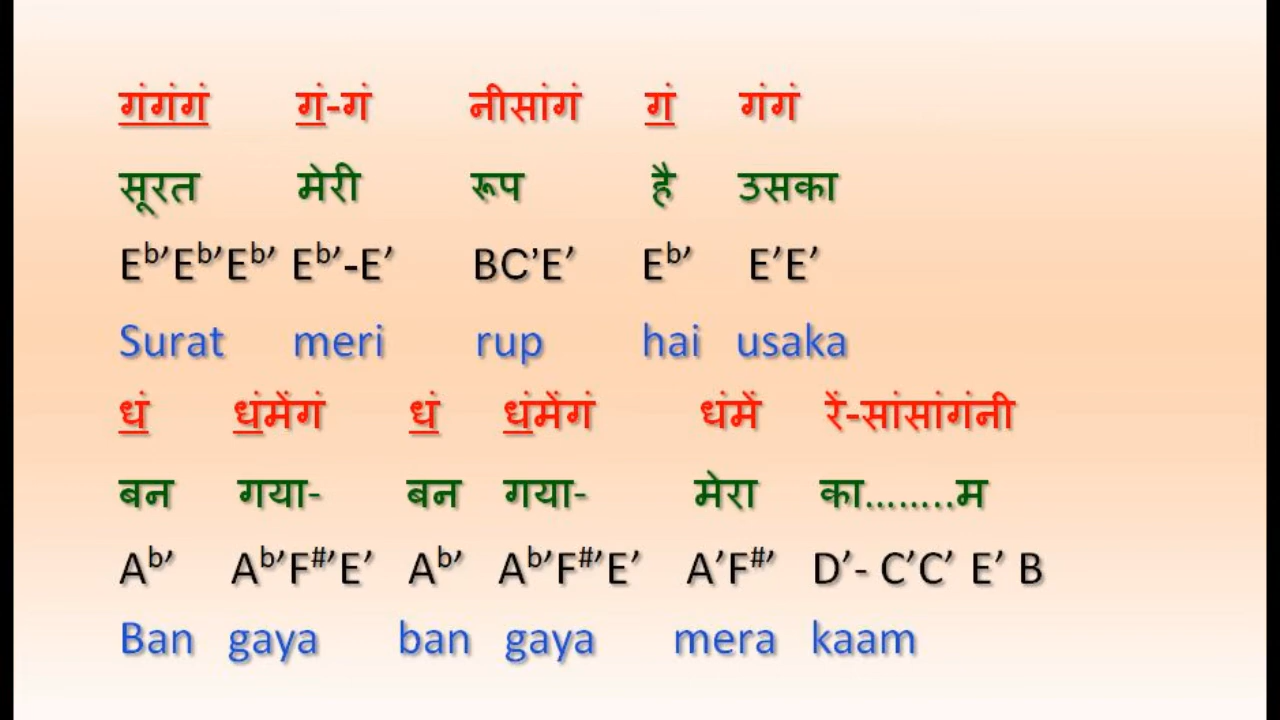 गंगंगं गं-गं नीसांगं गं गंगं
सूरत मेरी रूप है उसका
Eb’Eb’Eb’ Eb’-E’ BC’E’ Eb’ E’E’
Surat meri rup hai usaka
धं धंमेंगं धं धंमेंगं धंमें रें-सांसांगंनी
बन गया- बन गया- मेरा का........म
Ab’ Ab’F#’E’ Ab’ Ab’F#’E’ A’F#’ D’- C’C’ E’ B
Ban gaya ban gaya mera kaam